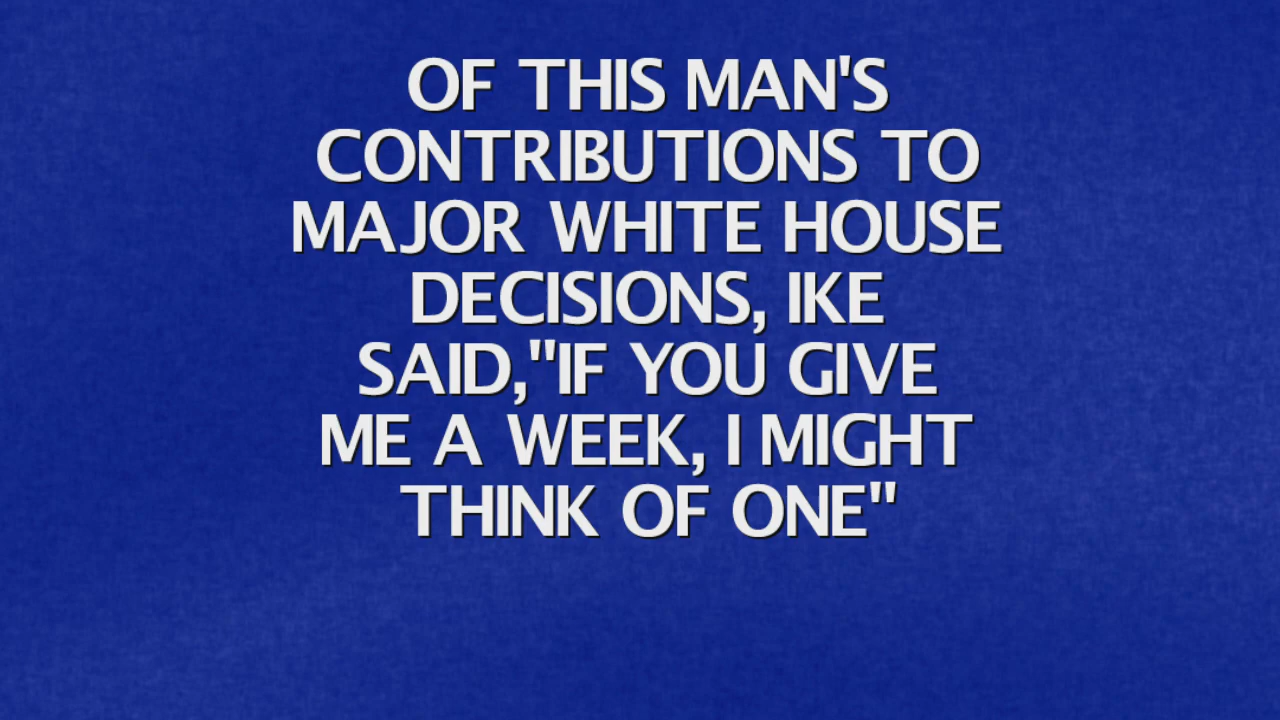 OF THIS MAN'S
CONTRIBUTIONS TO
MAJOR WHITE HOUSE
DECISIONS, IKE
SAID,"IF YOU GIVE
ME A WEEK, I MIGHT
THINK OF ONE"